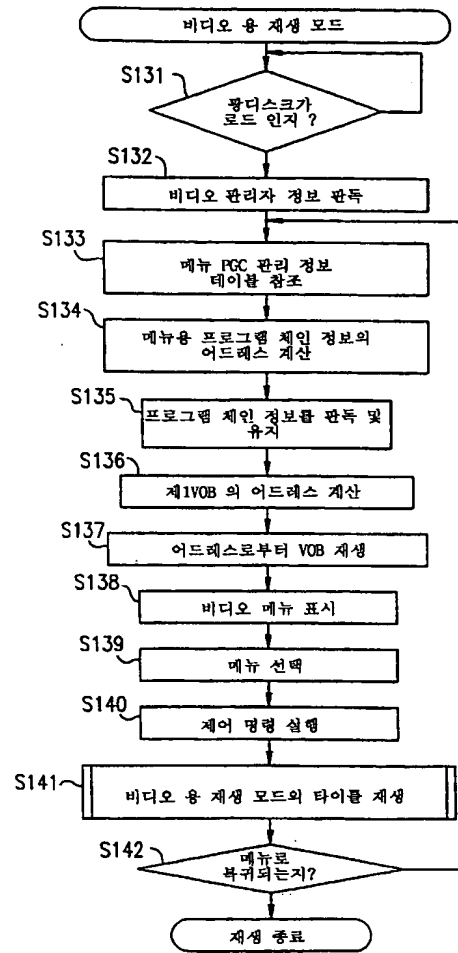 비디오 용 재생 모드
S131
광디스크가
로드 인지 ?
S132
비디오 관리자 정보 판독
S133
메뉴 PGC 관리 정보
테이블 참조
S134
메뉴용 프로그램 체인 정보의
어드레스 계산
S135
프로그램 체인 정보를 판독 및
유지
S136
제1VOB 의 어드레스 계산
S137
어드레스로부터 VOB 재생
S138
비디오 메뉴 표시
S139
메뉴 선택
S140
제어 명령 실행
S141
비디오 용 재생 모드의 타이틀 재생
S142
메뉴로
복귀되는지?
재생 종료